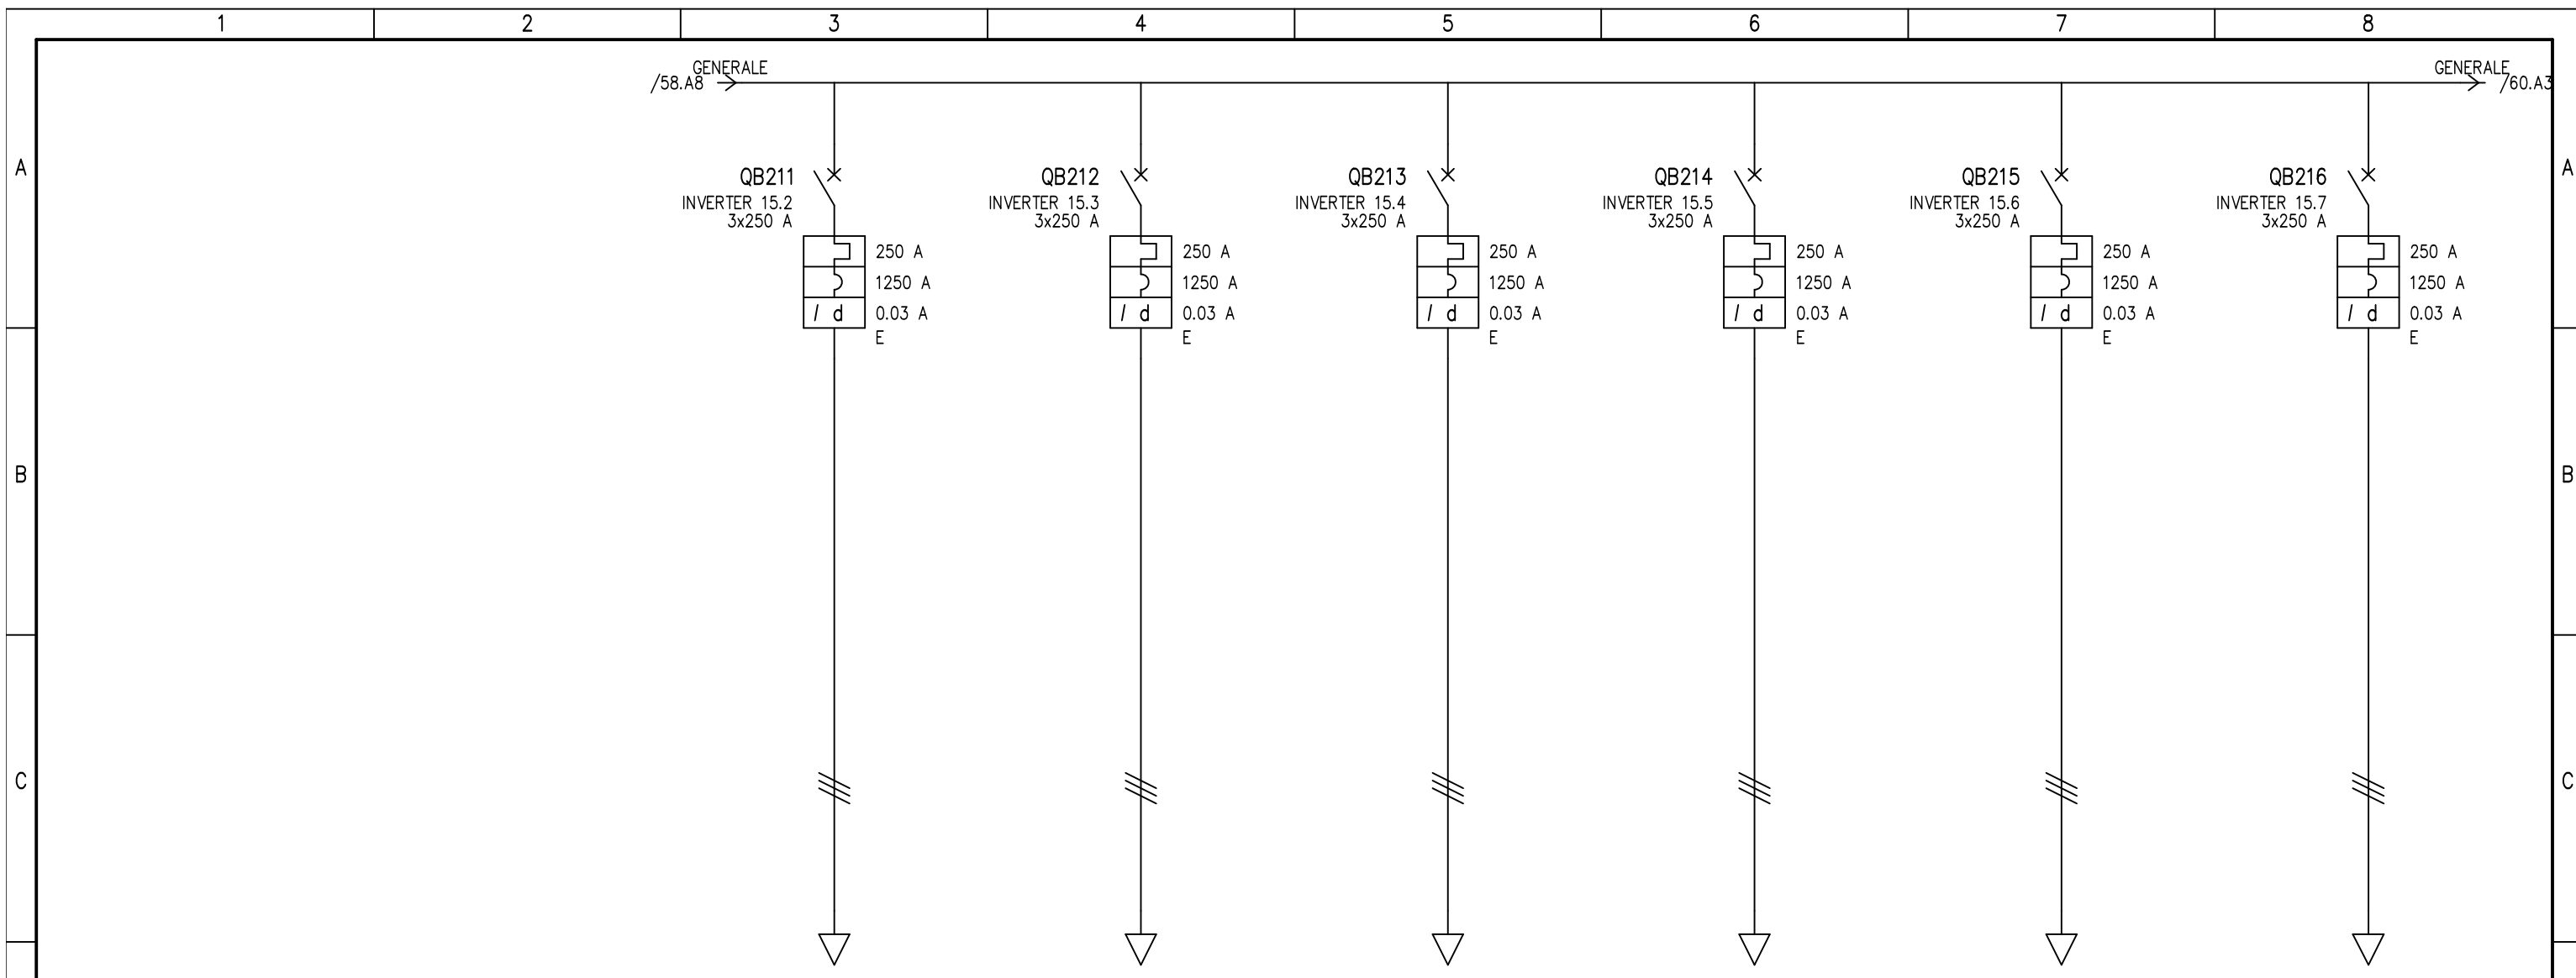 1 2 3 4 5 6 7 8
GENERALE GENERALE
/58.A8 /60.A3
A A
QB211 QB212 QB213 QB214 QB215 QB216
INVERTER 15.2 INVERTER 15.3 INVERTER 15.4 INVERTER 15.5 INVERTER 15.6 INVERTER 15.7
3x250 A 3x250 A 3x250 A 3x250 A 3x250 A 3x250 A
250 A 250 A 250 A 250 A 250 A 250 A
1250 A 1250 A 1250 A 1250 A 1250 A 1250 A
I d 0.03 A I d 0.03 A I d 0.03 A I d 0.03 A I d 0.03 A I d 0.03 A
E E E E E E
B B
C C